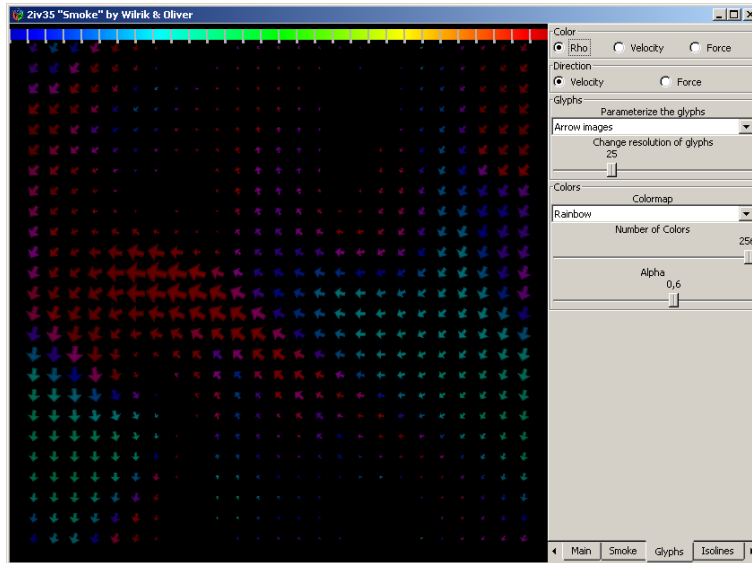 2iv35 "Smoke" by Wilrik & Oliver
Color
Rho Velocity Force
Direction
Velocity Force
Glyphs
Parameterize the glyphs
Arrow images
Change resolution of glyphs
25
Colors
Colormap
Rainbow
Number of Colors
256
Alpha
0,6
Main Smoke Glyphs Isolines